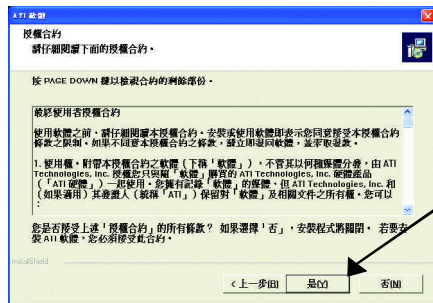 ATI 軟體
授權合約
請仔細閱讀下面的授權合約。
按 PAGE DOWN 鍵以檢視合約的剩餘部份。
最終使用者授權合約
使用軟體之前，請仔細閱讀本授權合約。安裝或使用軟體即表示您同意接受本授權合約
條款之限制。如果不同意本授權合約之條款，請立即退回軟體，並索取退款。
1. 使用權。附帶本授權合約之軟體（下稱「軟體」），不管其以何種媒體分發，由 ATI
Technologies, Inc. 授權您只與隨「軟體」購買的 ATI Technologies, Inc. 硬體產品
（「ATI 硬體」）一起使用。您擁有記錄「軟體」的媒體，但 ATI Technologies, Inc. 和
（如果適用）其簽證人（統稱「ATI」）保留對「軟體」及相關文件之所有權。您可以
：
您是否接受上述「授權合約」的所有條款？ 如果選擇「否」，安裝程式將關閉。 若要安
裝 ATI 軟體，您必須接受此合約。
InstallShield
< 上一步(B) 是(Y) 否(N)